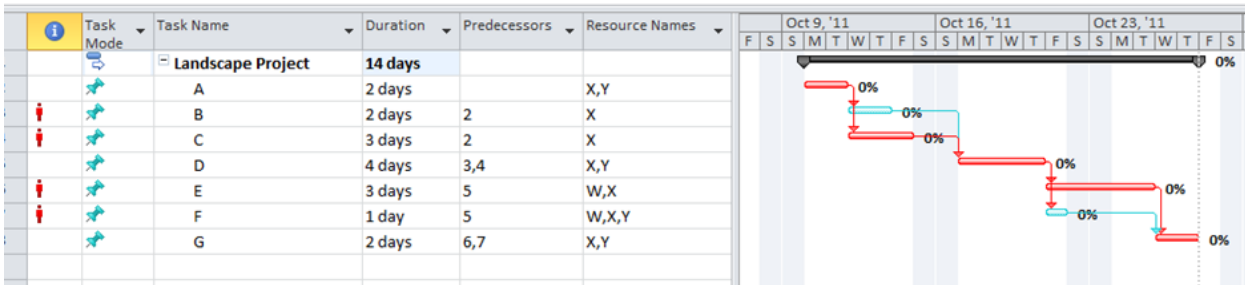 Task Mode Task Name Duration Predecessors Resource Names
Oct 9, '11 Oct 16, '11 Oct 23, '11
F S S M T W T F S S M T W T F S S M T W T F S
Landscape Project 14 days 0%
A 2 days X,Y 0%
B 2 days 2 X 0%
C 3 days 2 X 0%
D 4 days 3,4 X,Y 0%
E 3 days 5 W,X 0%
F 1 day 5 W,X,Y 0%
G 2 days 6,7 X,Y 0%